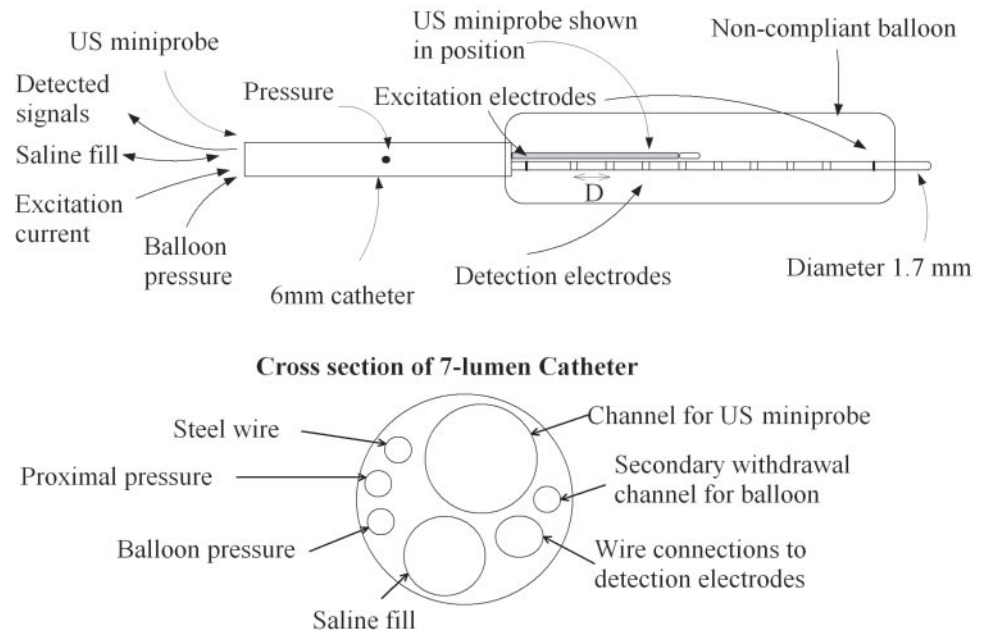 US miniprobe
US miniprobe shown
in position
Non-compliant balloon
Detected
signals
Pressure
Excitation electrodes
Saline fill
Excitation
current
D
Balloon
pressure
6mm catheter
Detection electrodes
Diameter 1.7 mm
Cross section of 7-lumen Catheter
Steel wire
Channel for US miniprobe
Proximal pressure
Secondary withdrawal
channel for balloon
Balloon pressure
Wire connections to
detection electrodes
Saline fill